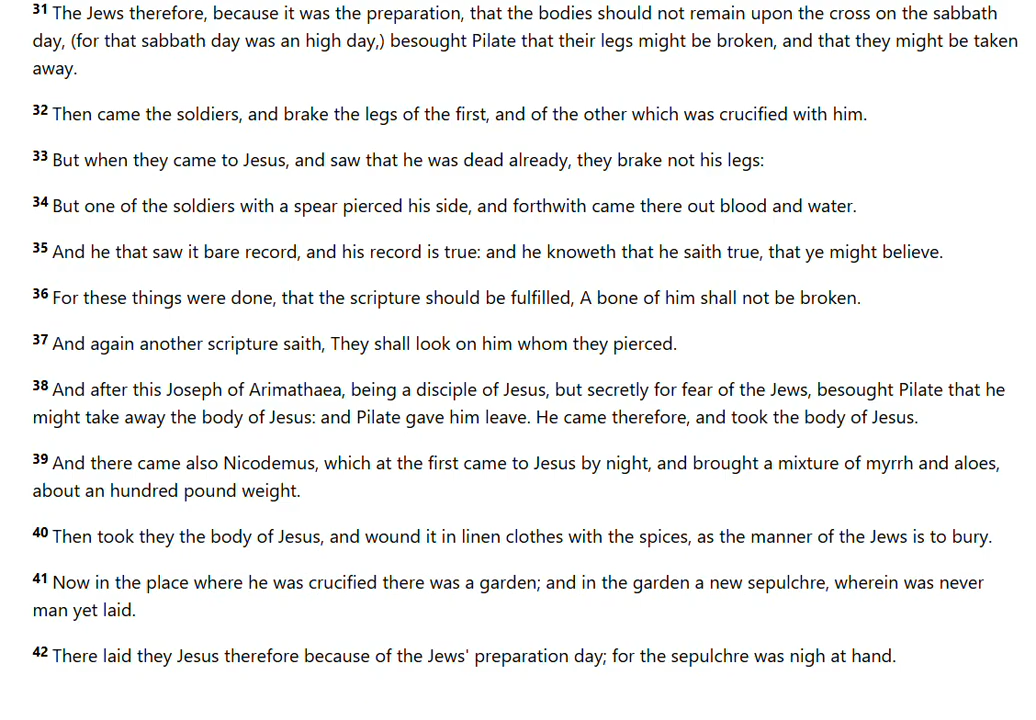 31 The Jews therefore, because it was the preparation, that the bodies should not remain upon the cross on the sabbath
day, (for that sabbath day was an high day,) besought Pilate that their legs might be broken, and that they might be taken
away.
32 Then came the soldiers, and brake the legs of the first, and of the other which was crucified with him.
33 But when they came to Jesus, and saw that he was dead already, they brake not his legs:
34 But one of the soldiers with a spear pierced his side, and forthwith came there out blood and water.
35 And he that saw it bare record, and his record is true: and he knoweth that he saith true, that ye might believe.
36 For these things were done, that the scripture should be fulfilled, A bone of him shall not be broken.
37 And again another scripture saith, They shall look on him whom they pierced.
38 And after this Joseph of Arimathaea, being a disciple of Jesus, but secretly for fear of the Jews, besought Pilate that he
might take away the body of Jesus: and Pilate gave him leave. He came therefore, and took the body of Jesus.
39 And there came also Nicodemus, which at the first came to Jesus by night, and brought a mixture of myrrh and aloes,
about an hundred pound weight.
40 Then took they the body of Jesus, and wound it in linen clothes with the spices, as the manner of the Jews is to bury.
41 Now in the place where he was crucified there was a garden; and in the garden a new sepulchre, wherein was never
man yet laid.
42 There laid they Jesus therefore because of the Jews' preparation day; for the sepulchre was nigh at hand.